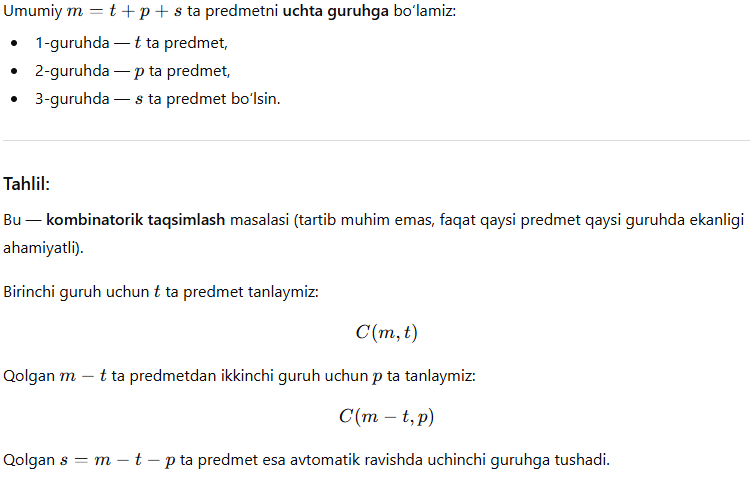 Umumiy m = t + p + s ta predmetni uchta guruhga bo‘lamiz:
• 1-guruhda — t ta predmet,
• 2-guruhda — p ta predmet,
• 3-guruhda — s ta predmet bo‘lsin.
Tahlil:
Bu — kombinatorik taqsimlash masalasi (tartib muhim emas, faqat qaysi predmet qaysi guruhda ekanligi
ahamiyatli).
Birinchi guruh uchun t ta predmet tanlaymiz:
C(m, t)
Qolgan m − t ta predmetdan ikkinchi guruh uchun p ta tanlaymiz:
C(m − t, p)
Qolgan s = m − t − p ta predmet esa avtomatik ravishda uchinchi guruhga tushadi.